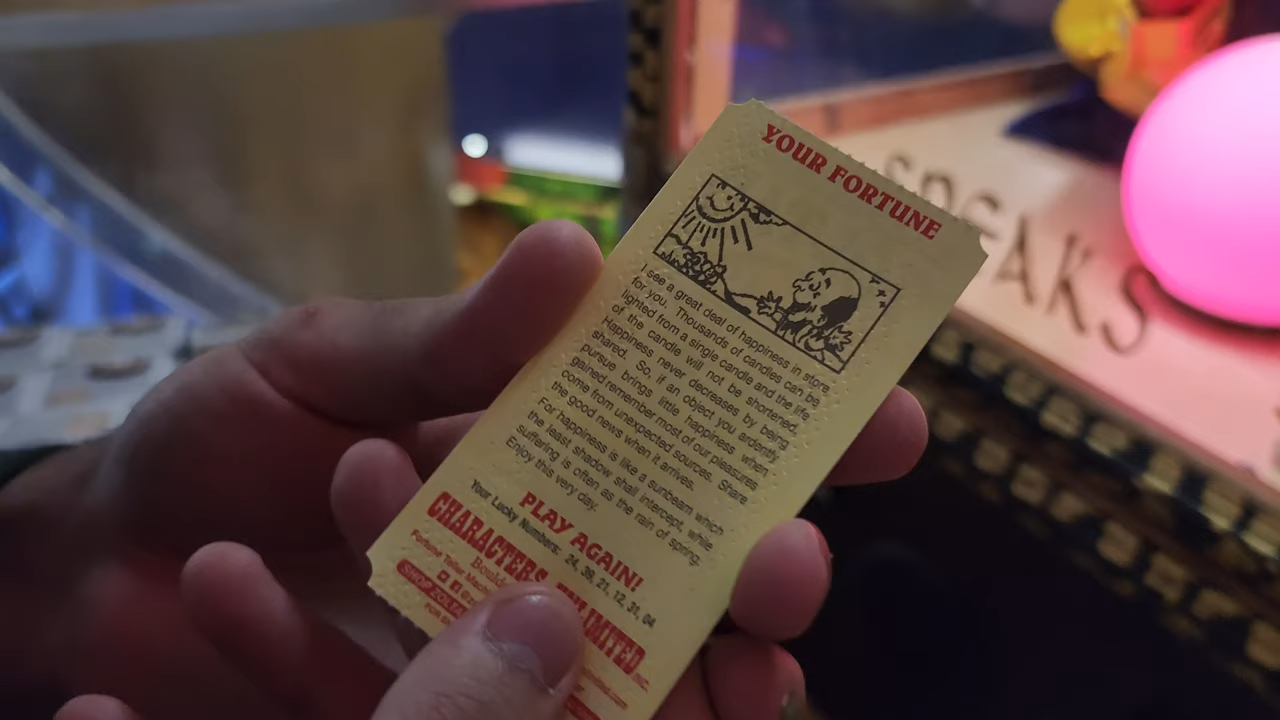 YOUR FORTUNE
SPEAKS
I see a great deal of happiness in store
for you. Thousands of candles can be
lighted from a single candle and the life
of the candle will not be shortened.
Happiness never decreases by being
shared. So, if an object you ardently
pursue brings little happiness when
gained remember most of our pleasures
come from unexpected sources. Share
the good news when it arrives.
For happiness is like a sunbeam which
the least shadow shall intercept, while
suffering is often as the rain of spring.
Enjoy this very day.
PLAY AGAIN!
Your Lucky Numbers: 24, 39, 21, 12, 31, 04
CHARACTERS UNLIMITED INC.
Fortune Teller
SHOP
FOR